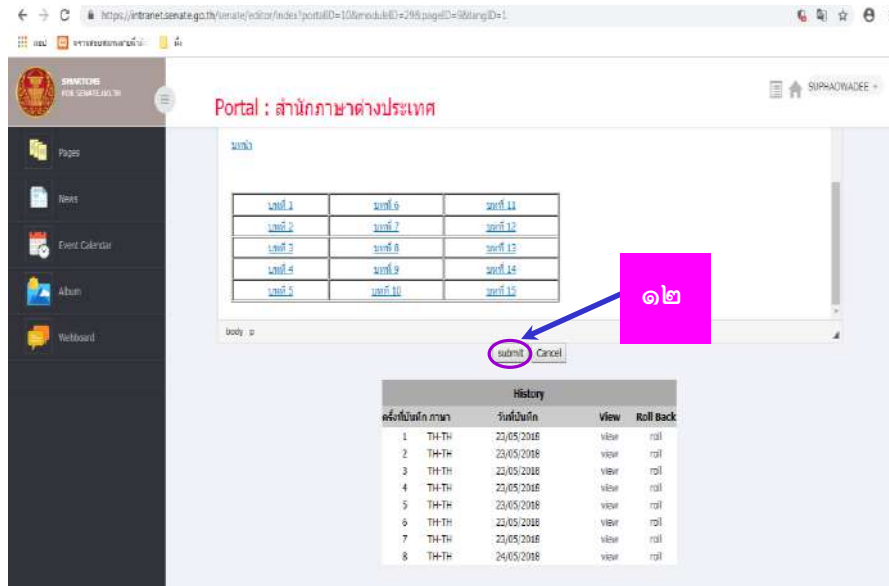 https://intranet.senate.go.th/senate/editor/index?portalID=10&moduleID=29&pageID=9&langID=1
SMARTCMS
FOR SENATE.GO.TH
SUPHAOWADEE
Portal : สำนักภาษาต่างประเทศ
Pages
News
Event Calendar
Album
Webboard
บทนำ
บทที่ 1 บทที่ 6 บทที่ 11
บทที่ 2 บทที่ 7 บทที่ 12
บทที่ 3 บทที่ 8 บทที่ 13
บทที่ 4 บทที่ 9 บทที่ 14
บทที่ 5 บทที่ 10 บทที่ 15
๑๒
body p
submit Cancel
History
ครั้งที่บันทึก ภาษา วันที่บันทึก View Roll Back
1 TH-TH 23/05/2018 view roll
2 TH-TH 23/05/2018 view roll
3 TH-TH 23/05/2018 view roll
4 TH-TH 23/05/2018 view roll
5 TH-TH 23/05/2018 view roll
6 TH-TH 23/05/2018 view roll
7 TH-TH 23/05/2018 view roll
8 TH-TH 24/05/2018 view roll